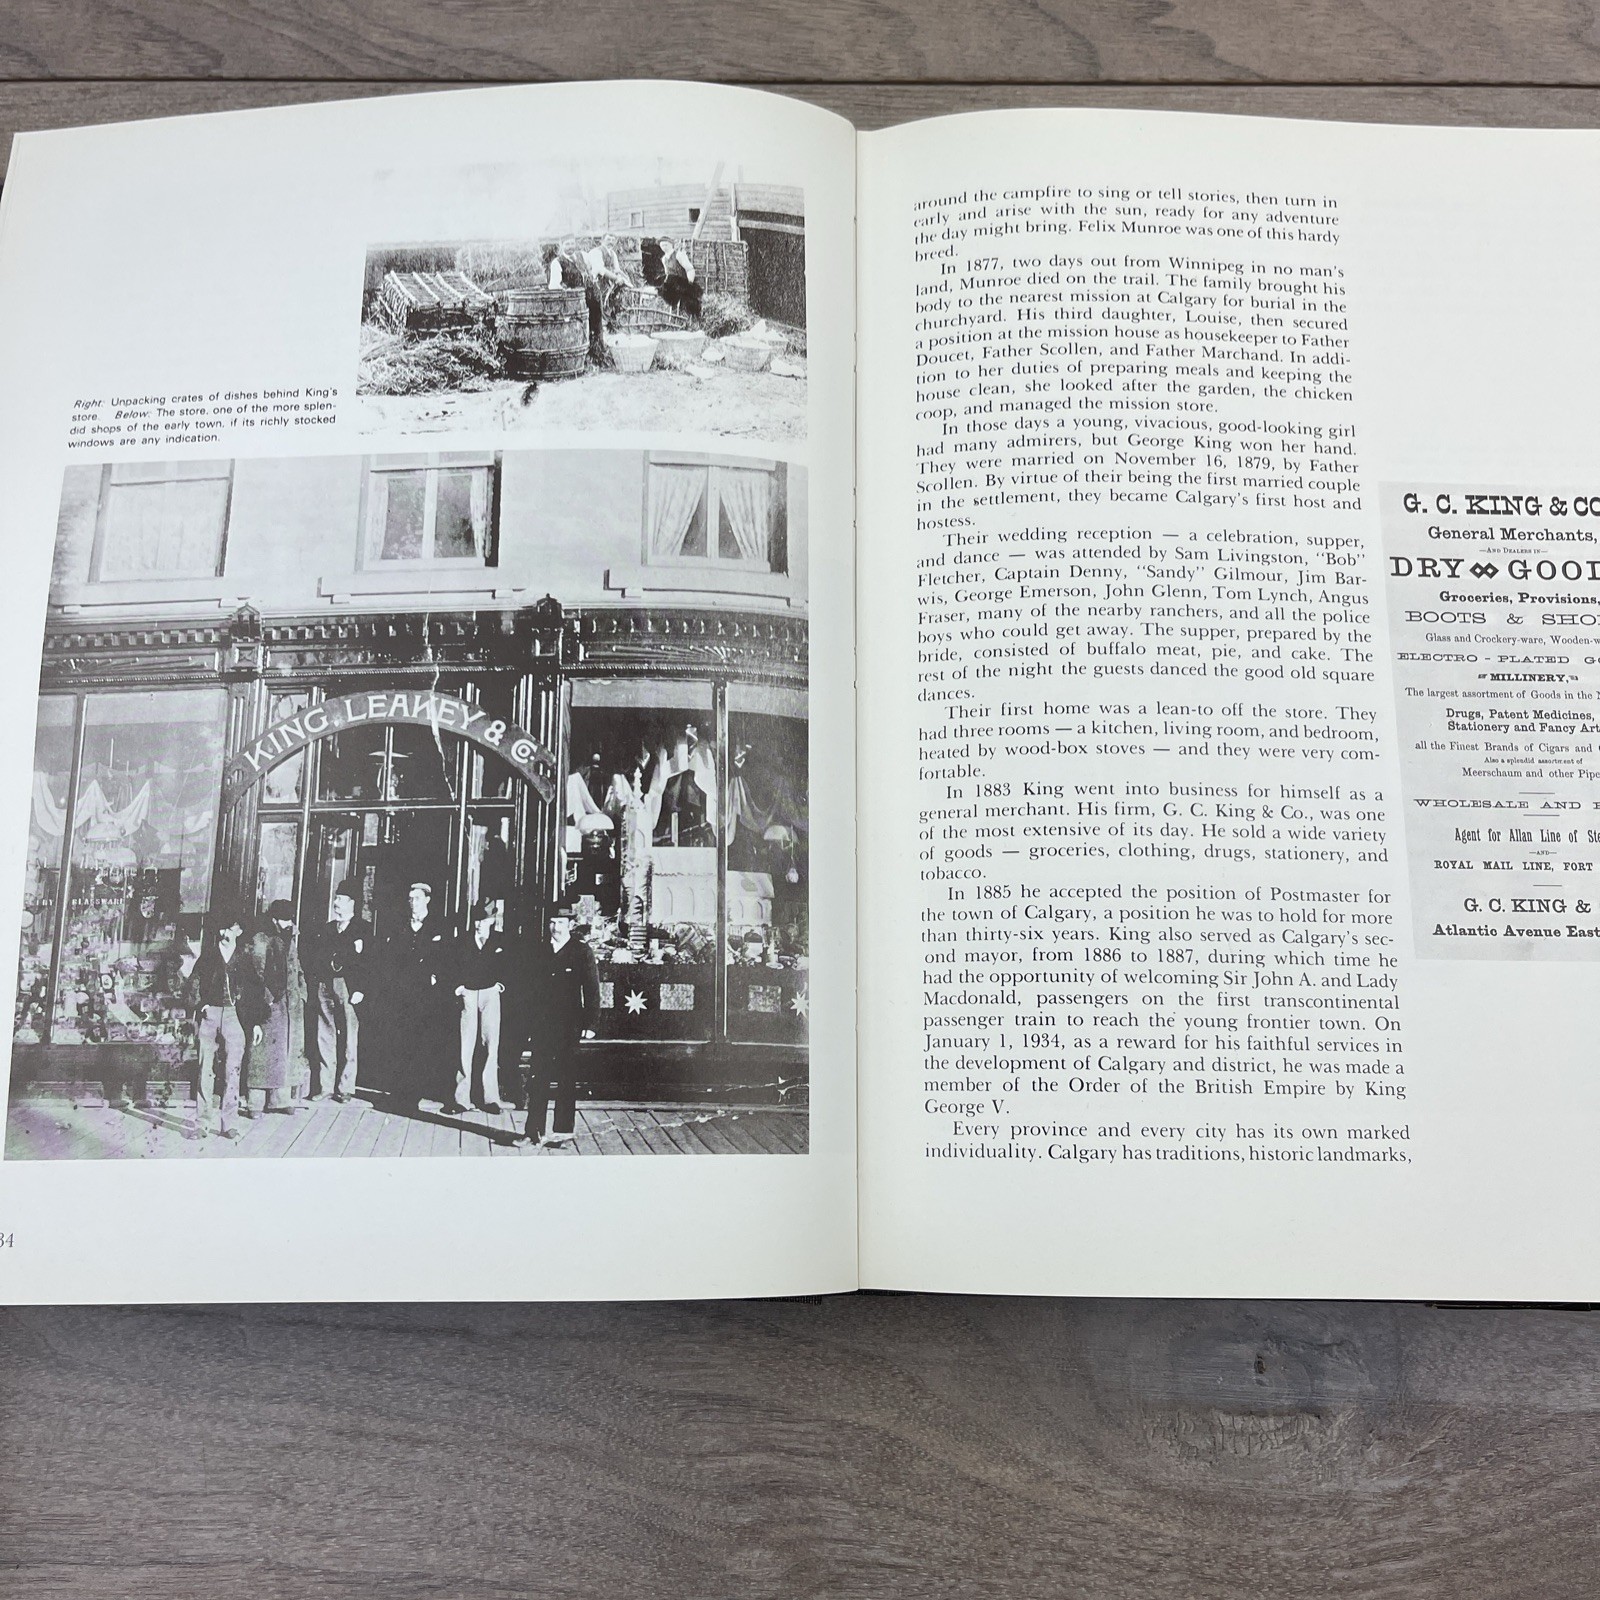 Right: Unpacking crates of dishes behind King's
store. Below: The store, one of the more splen-
did shops of the early town, if its richly stocked
windows are any indication.
KING, LEAKEY & Co.
GLASSWARE
34
around the campfire to sing or tell stories, then turn in
early and arise with the sun, ready for any adventure
the day might bring. Felix Munroe was one of this hardy
breed.
In 1877, two days out from Winnipeg in no man's
land, Munroe died on the trail. The family brought his
body to the nearest mission at Calgary for burial in the
churchyard. His third daughter, Louise, then secured
a position at the mission house as housekeeper to Father
Doucet, Father Scollen, and Father Marchand. In addi-
tion to her duties of preparing meals and keeping the
house clean, she looked after the garden, the chicken
coop, and managed the mission store.
In those days a young, vivacious, good-looking girl
had many admirers, but George King won her hand.
They were married on November 16, 1879, by Father
Scollen. By virtue of their being the first married couple
in the settlement, they became Calgary's first host and
hostess.
Their wedding reception — a celebration, supper,
and dance — was attended by Sam Livingston, "Bob"
Fletcher, Captain Denny, "Sandy" Gilmour, Jim Bar-
wis, George Emerson, John Glenn, Tom Lynch, Angus
Fraser, many of the nearby ranchers, and all the police
boys who could get away. The supper, prepared by the
bride, consisted of buffalo meat, pie, and cake. The
rest of the night the guests danced the good old square
dances.
Their first home was a lean-to off the store. They
had three rooms — a kitchen, living room, and bedroom,
heated by wood-box stoves — and they were very com-
fortable.
In 1883 King went into business for himself as a
general merchant. His firm, G. C. King & Co., was one
of the most extensive of its day. He sold a wide variety
of goods — groceries, clothing, drugs, stationery, and
tobacco.
In 1885 he accepted the position of Postmaster for
the town of Calgary, a position he was to hold for more
than thirty-six years. King also served as Calgary's sec-
ond mayor, from 1886 to 1887, during which time he
had the opportunity of welcoming Sir John A. and Lady
Macdonald, passengers on the first transcontinental
passenger train to reach the young frontier town. On
January 1, 1934, as a reward for his faithful services in
the development of Calgary and district, he was made a
member of the Order of the British Empire by King
George V.
Every province and every city has its own marked
individuality. Calgary has traditions, historic landmarks,
G. C. KING & CO
General Merchants,
—AND DEALERS IN—
DRY GOOD
Groceries, Provisions,
BOOTS & SHO
Glass and Crockery-ware, Wooden-w
ELECTRO-PLATED G
MILLINERY,
The largest assortment of Goods in the N
Drugs, Patent Medicines,
Stationery and Fancy Art
all the Finest Brands of Cigars and
Also a splendid assortment of
Meerschaum and other Pipe
WHOLESALE AND R
Agent for Allan Line of Ste
—AND—
ROYAL MAIL LINE, FORT
G. C. KING &
Atlantic Avenue East